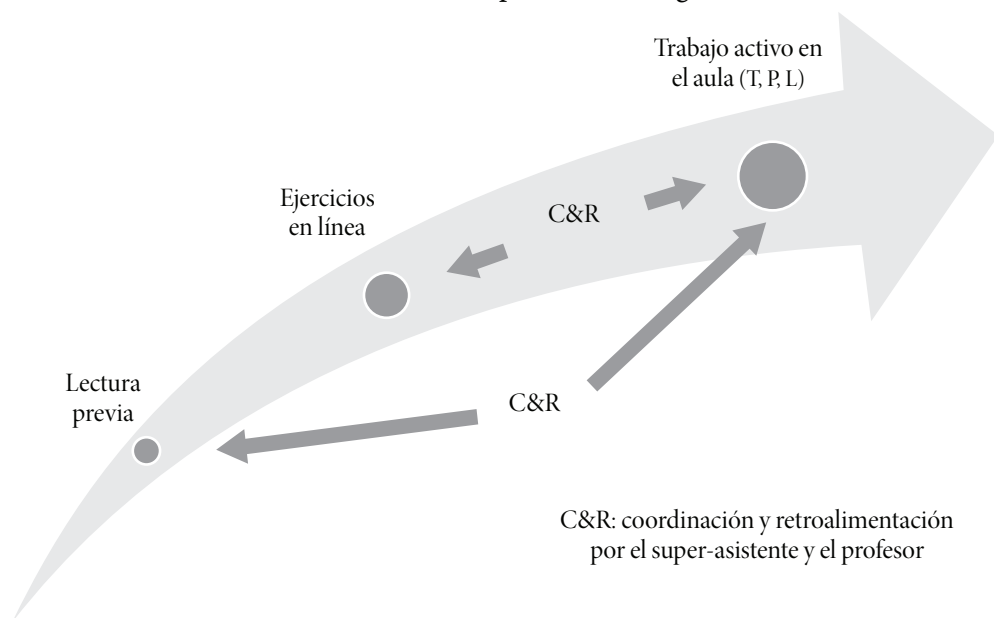 Trabajo activo en
el aula (T, P, L)
Ejercicios
en línea
C&R
Lectura
previa
C&R
C&R: coordinación y retroalimentación
por el super-asistente y el profesor